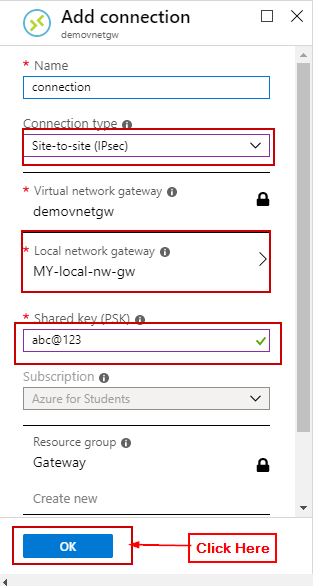 Add connection
demovnetgw
* Name
connection
Connection type
Site-to-site (IPsec)
* Virtual network gateway
demovnetgw
* Local network gateway
MY-local-nw-gw
* Shared key (PSK)
abc@123
Subscription
Azure for Students
Resource group
Gateway
Create new
OK
Click Here